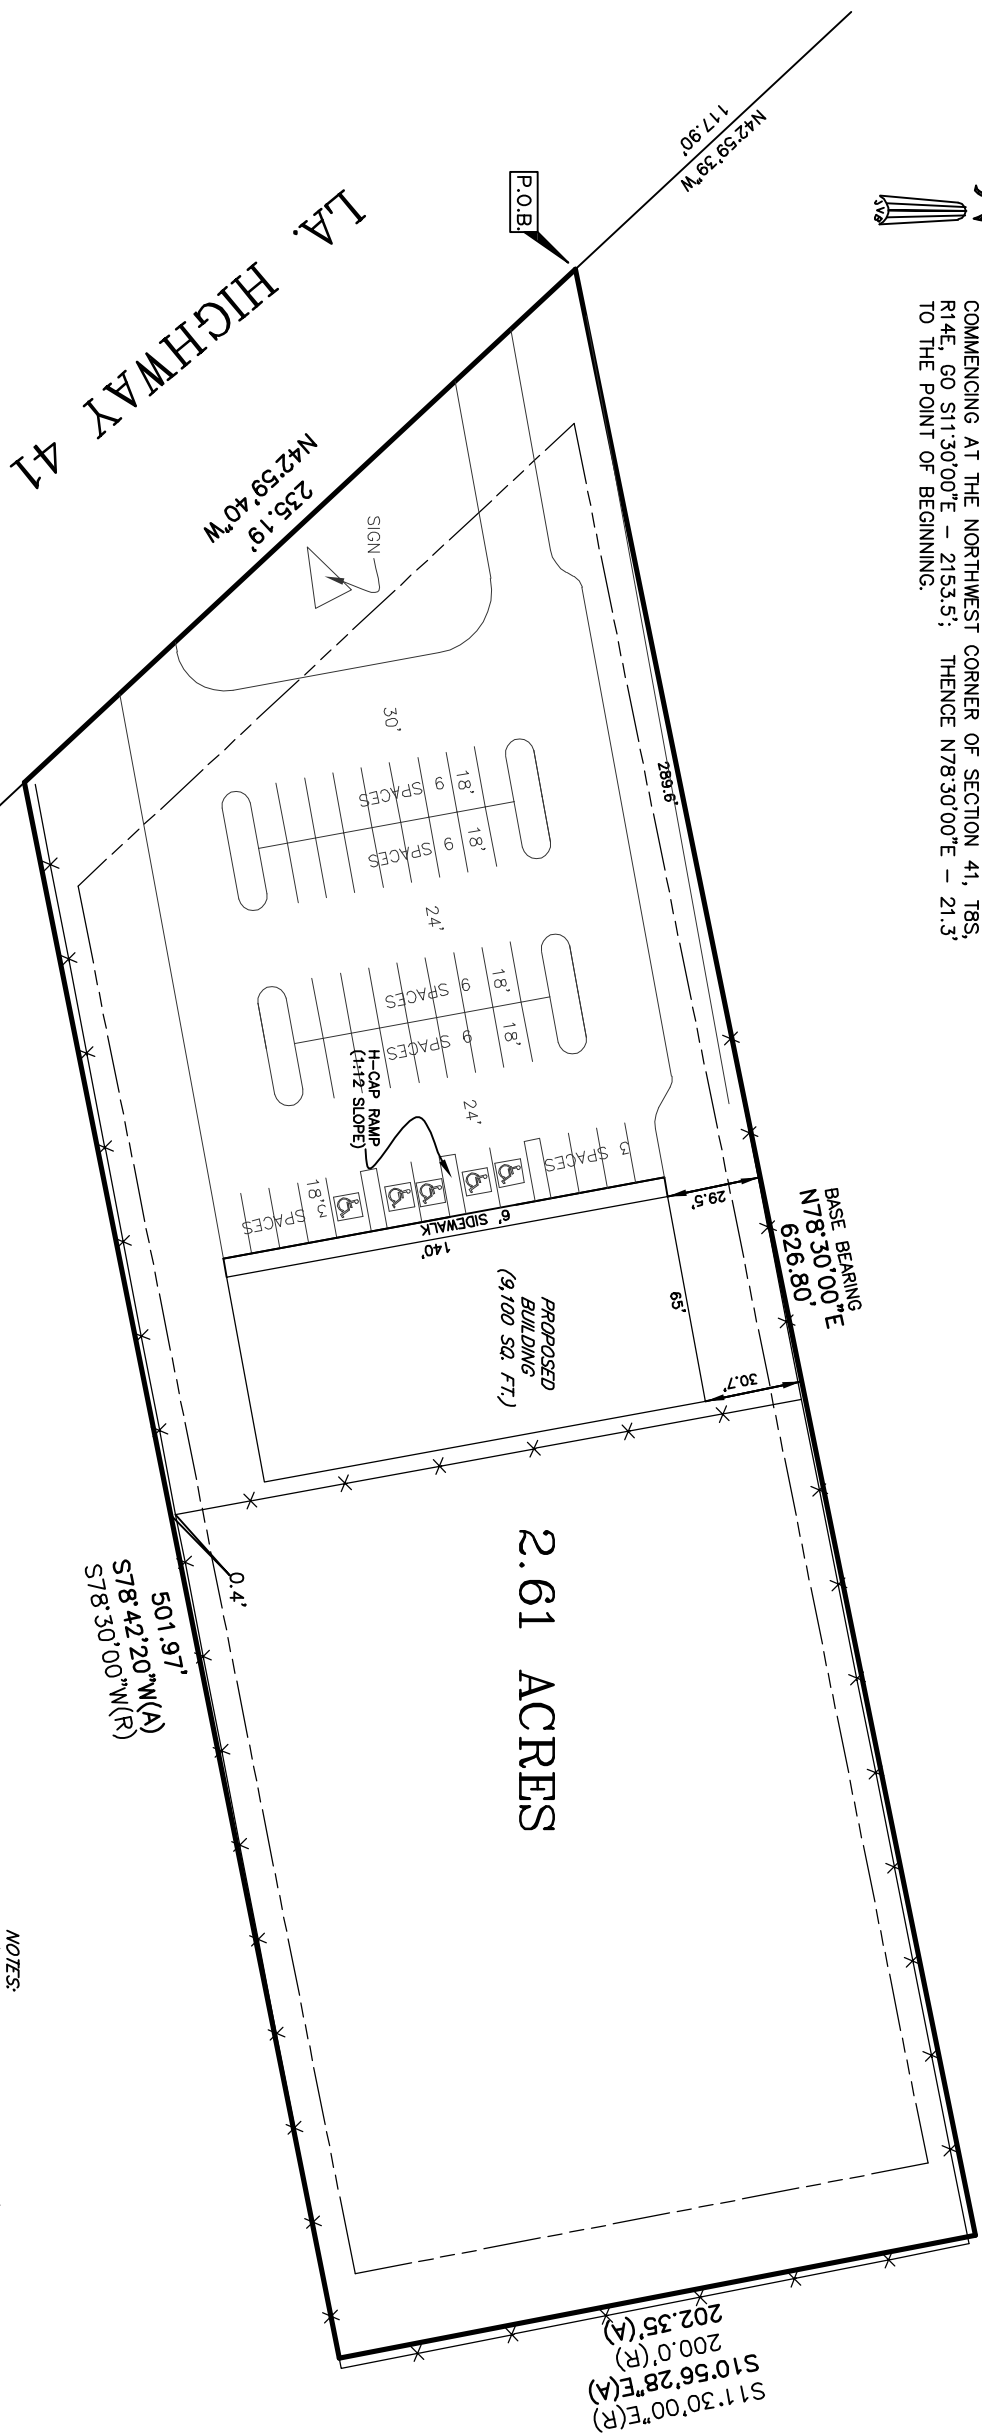 COMMENCING AT THE NORTHWEST CORNER OF SECTION 41, T8S,
R14E, GO S11°30'00"E - 2153.5'; THENCE N78°30'00"E - 21.3'
TO THE POINT OF BEGINNING.
JVB
N42°59'39"W
117.90'
P.O.B.
LA. HIGHWAY 41
235.19'
N42°59'40"W
SIGN
30'
289.6'
18'
9 SPACES
18'
9 SPACES
24'
18'
9 SPACES
18'
9 SPACES
24'
H-CAP RAMP
(1:12 SLOPE)
3 SPACES
18'
3 SPACES
6' SIDEWALK
140'
29.5'
65'
30.7'
BASE BEARING
N78°30'00"E
626.80'
PROPOSED
BUILDING
(9,100 SQ. FT.)
2.61 ACRES
0.4'
501.97'
S78°42'20"W(A)
S78°30'00"W(R)
202.35'(A)
200.0'(R)
S10°56'28"E(A)
S11°30'00"E(R)
NOTES: